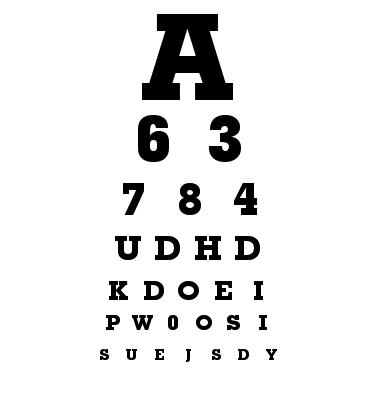 A
6 3
7 8 4
U D H D
K D O E I
P W 0 O S I
S U E J S D Y